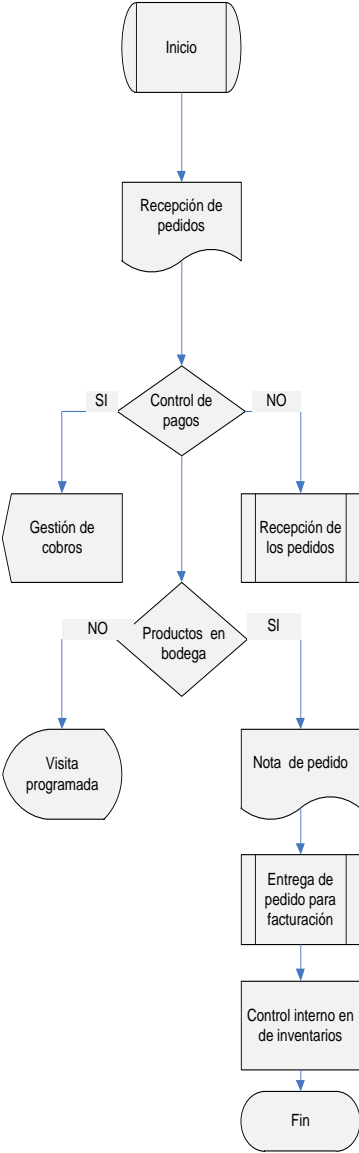 Inicio
Recepción de
pedidos
SI
Control de
pagos
NO
Gestión de
cobros
Recepción de
los pedidos
NO
Productos en
bodega
SI
Visita
programada
Nota de pedido
Entrega de
pedido para
facturación
Control interno en
de inventarios
Fin